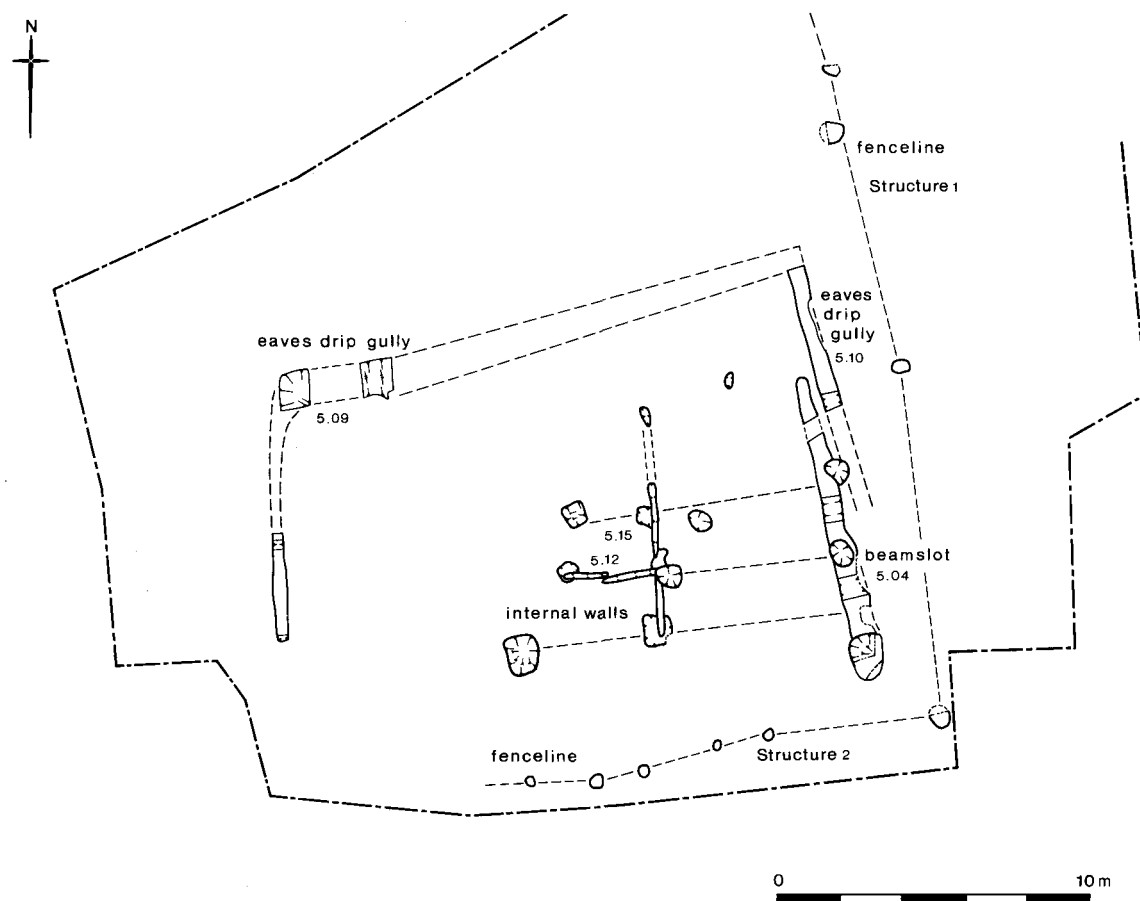 N
fenceline
Structure 1
eaves
drip
gully
5.10
eaves drip gully
5.09
5.15
5.12
beamslot
5.04
internal walls
fenceline
Structure 2
0
10 m